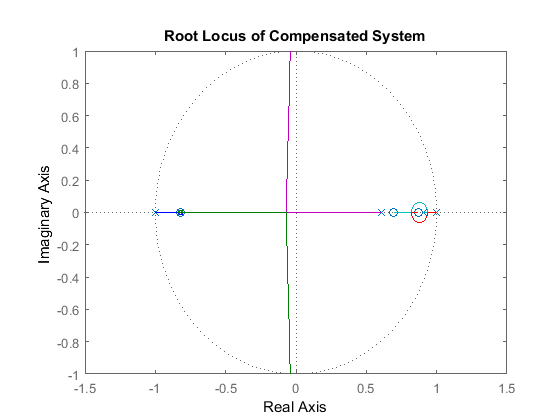 Root Locus of Compensated System
1
0.8
0.6
0.4
0.2
0
-0.2
-0.4
-0.6
-0.8
-1
Imaginary Axis
-1.5 -1 -0.5 0 0.5 1 1.5
Real Axis